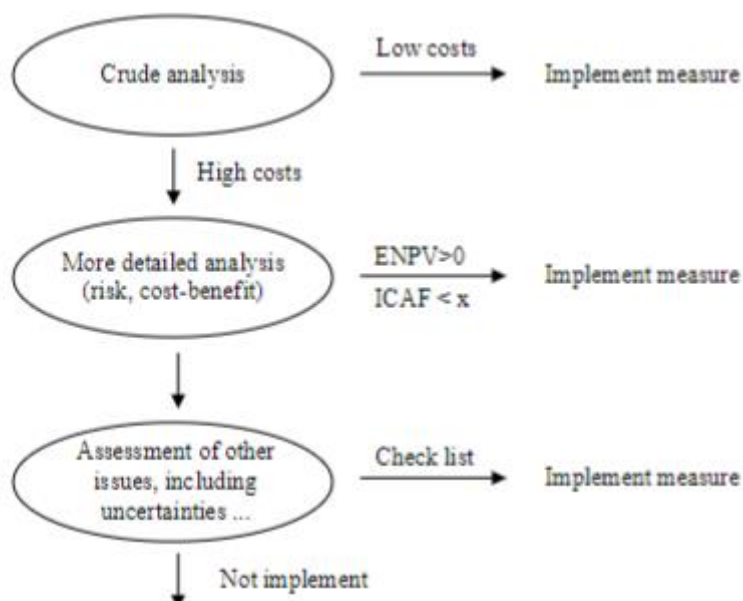 Low costs
Crude analysis
Implement measure
High costs
ENPV>0
More detailed analysis
(risk, cost-benefit)
Implement measure
ICAF < x
Assessment of other
issues, including
uncertainties ...
Check list
Implement measure
Not implement